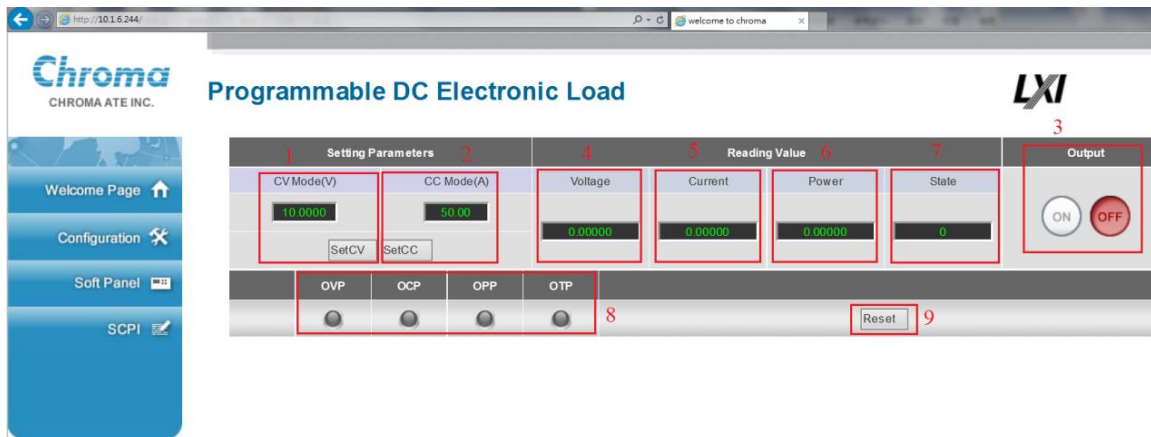 http://10.1.6.244/
welcome to chroma
Chroma
CHROMA ATE INC.
Programmable DC Electronic Load
LXI
3
1 Setting Parameters 2 4 5 Reading Value 6 7 Output
CV Mode(V) CC Mode(A) Voltage Current Power State
10.0000 50.00 0.00000 0.00000 0.00000 0
SetCV SetCC
ON OFF
OVP OCP OPP OTP
8
Reset 9
Welcome Page
Configuration
Soft Panel
SCPI